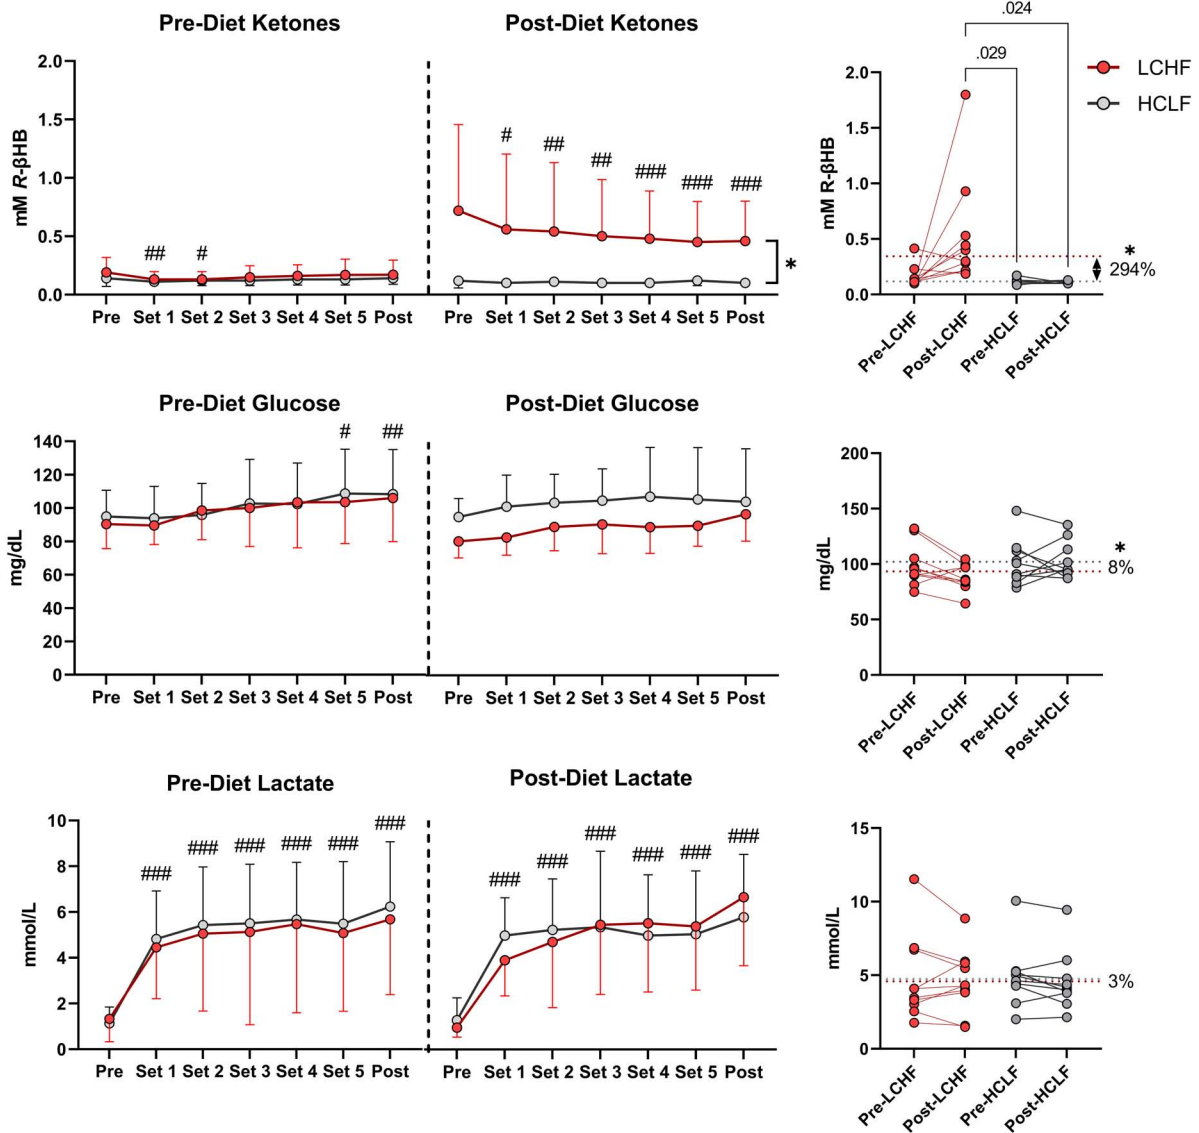 Pre-Diet Ketones
Post-Diet Ketones
.024
.029
LCHF
HCLF
mM R-βHB
2.0
1.5
1.0
0.5
0.0
## #
# ## ## ### ### ###
*
Pre Set 1 Set 2 Set 3 Set 4 Set 5 Post
Pre Set 1 Set 2 Set 3 Set 4 Set 5 Post
mM R-βHB
2.0
1.5
1.0
0.5
0.0
*
294%
Pre-LCHF Post-LCHF Pre-HCLF Post-HCLF
Pre-Diet Glucose
Post-Diet Glucose
mg/dL
140
120
100
80
60
40
20
0
# ##
Pre Set 1 Set 2 Set 3 Set 4 Set 5 Post
Pre Set 1 Set 2 Set 3 Set 4 Set 5 Post
mg/dL
200
150
100
50
0
*
8%
Pre-LCHF Post-LCHF Pre-HCLF Post-HCLF
Pre-Diet Lactate
Post-Diet Lactate
mmol/L
10
8
6
4
2
0
### ### ### ### ### ###
### ### ### ### ### ###
Pre Set 1 Set 2 Set 3 Set 4 Set 5 Post
Pre Set 1 Set 2 Set 3 Set 4 Set 5 Post
mmol/L
15
10
5
0
3%
Pre-LCHF Post-LCHF Pre-HCLF Post-HCLF